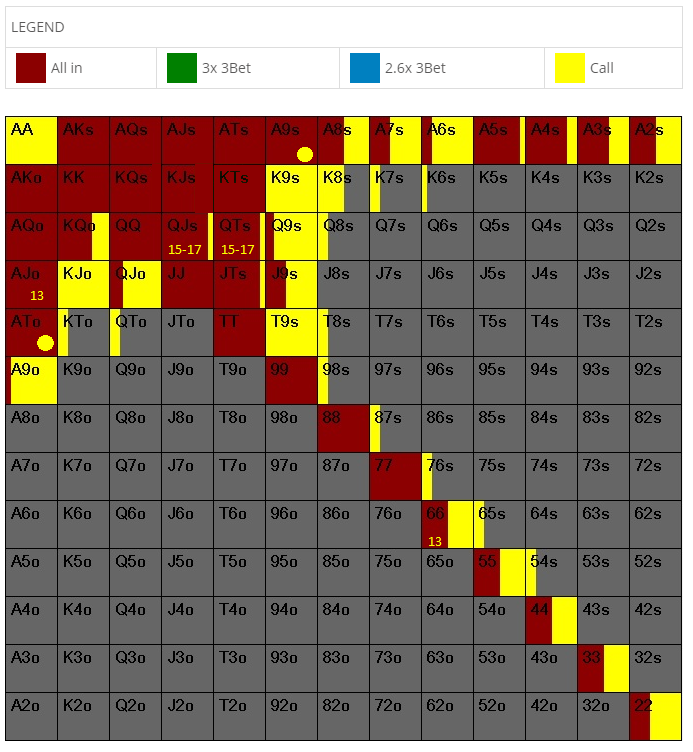 LEGEND
All in 3x 3Bet 2.6x 3Bet Call
AA AKs AQs AJs ATs A9s A8s A7s A6s A5s A4s A3s A2s
AKo KK KQs KJs KTs K9s K8s K7s K6s K5s K4s K3s K2s
AQo KQo QQ QJs QTs Q9s Q8s Q7s Q6s Q5s Q4s Q3s Q2s
15-17 15-17
AJo KJo QJo JJ JTs J9s J8s J7s J6s J5s J4s J3s J2s
13
ATo KTo QTo JTo TT T9s T8s T7s T6s T5s T4s T3s T2s
A9o K9o Q9o J9o T9o 99 98s 97s 96s 95s 94s 93s 92s
A8o K8o Q8o J8o T8o 98o 88 87s 86s 85s 84s 83s 82s
A7o K7o Q7o J7o T7o 97o 87o 77 76s 75s 74s 73s 72s
A6o K6o Q6o J6o T6o 96o 86o 76o 66 65s 64s 63s 62s
13
A5o K5o Q5o J5o T5o 95o 85o 75o 65o 55 54s 53s 52s
A4o K4o Q4o J4o T4o 94o 84o 74o 64o 54o 44 43s 42s
A3o K3o Q3o J3o T3o 93o 83o 73o 63o 53o 43o 33 32s
A2o K2o Q2o J2o T2o 92o 82o 72o 62o 52o 42o 32o 22